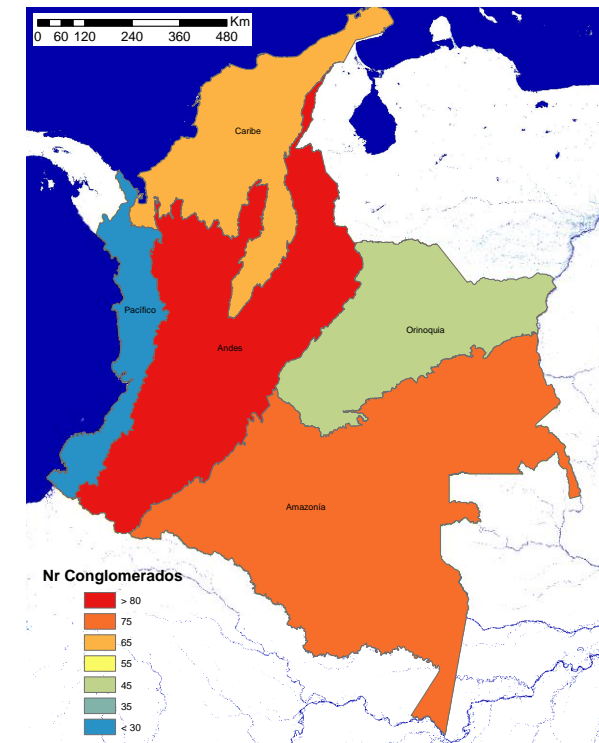 Km
0 60 120 240 360 480
Caribe
Pacífico
Orinoquia
Andes
Amazonía
Nr Conglomerados
> 80
75
65
55
45
35
< 30